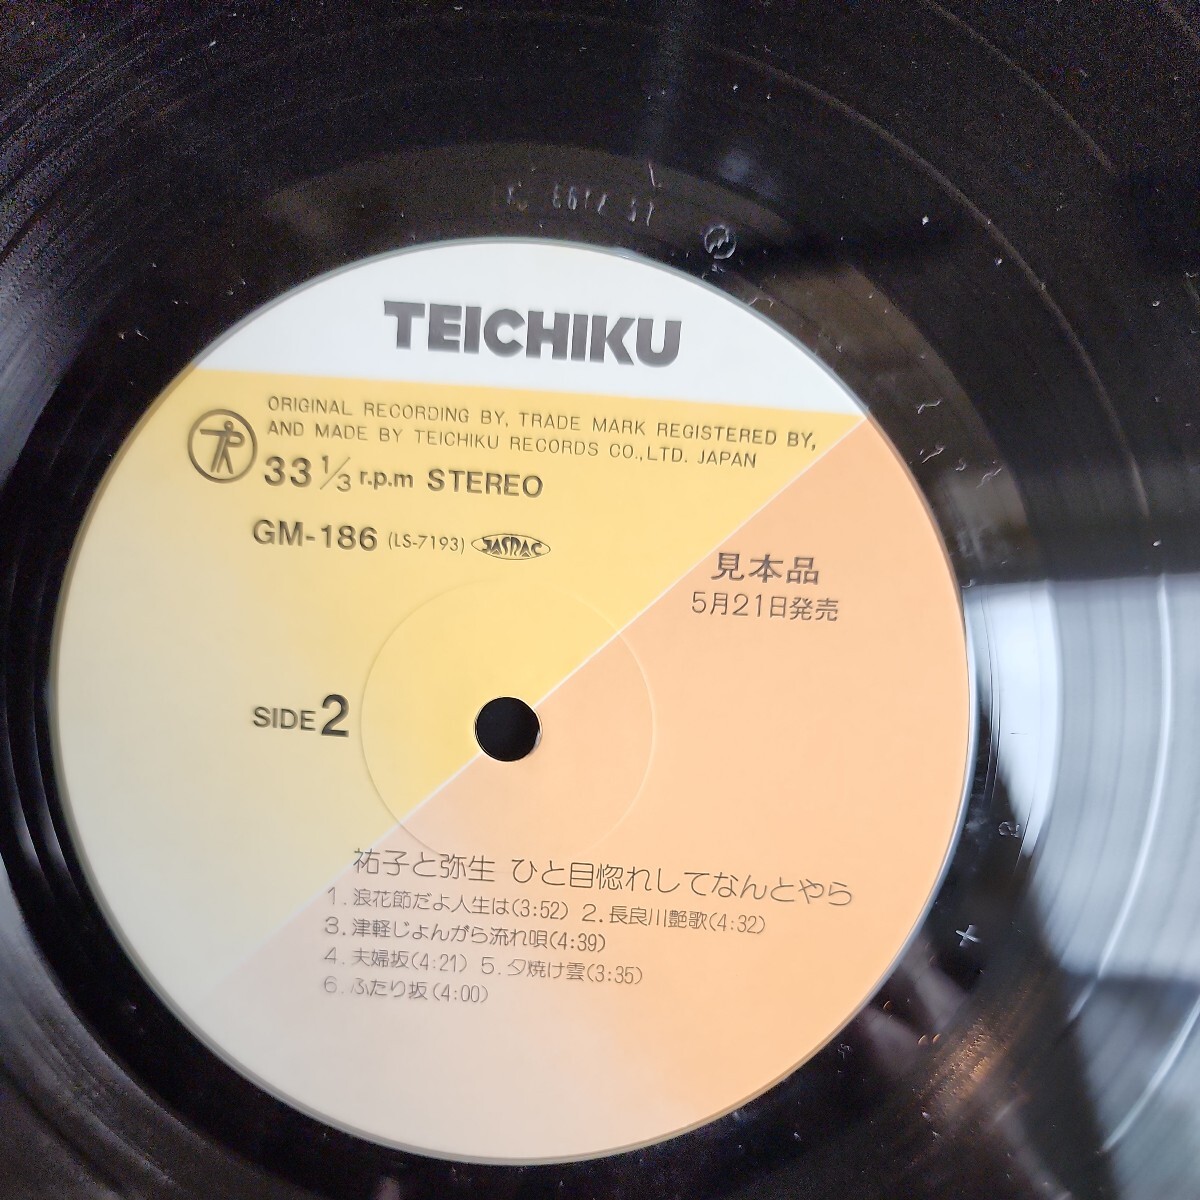 TEICHIKU
ORIGINAL RECORDING BY, TRADE MARK REGISTERED BY,
AND MADE BY TEICHIKU RECORDS CO., LTD. JAPAN
33 1/3 r.p.m STEREO
GM-186 (LS-7193) JASRAC
見本品
5月21日発売
SIDE 2
祐子と弥生 ひと目惚れしてなんとやら
1. 浪花節だよ人生は(3:52) 2. 長良川艶歌(4:32)
3. 津軽じょんがら流れ唄(4:39)
4. 夫婦坂(4:21) 5. 夕焼け雲(3:35)
6. ふたり坂(4:00)